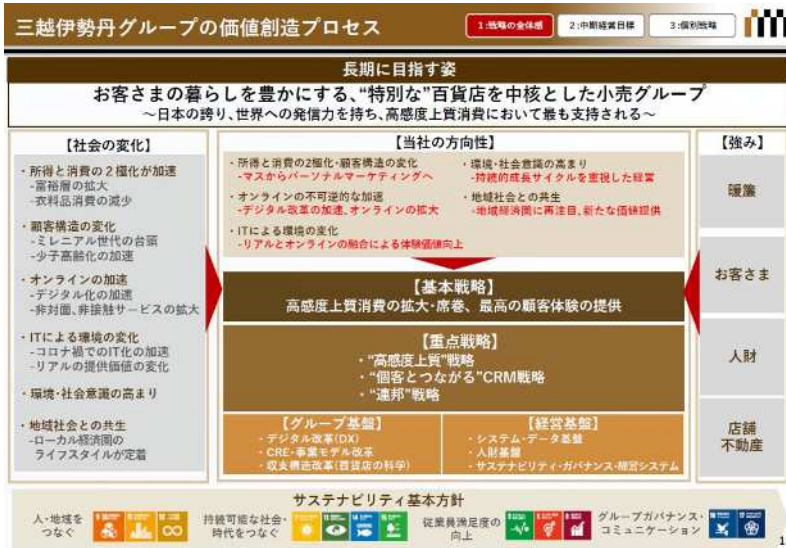 三越伊勢丹グループの価値創造プロセス
1:戦略の全体感
2:中期経営目標
3:個別戦略
長期に目指す姿
お客さまの暮らしを豊かにする、“特別な”百貨店を中核とした小売グループ
～日本の誇り、世界への発信力を持ち、高感度上質消費において最も支持される～
【社会の変化】
・所得と消費の2極化が加速
-富裕層の拡大
-衣料品消費の減少
・顧客構造の変化
-ミレニアル世代の台頭
-少子高齢化の加速
・オンラインの加速
-デジタル化の加速
-非対面、非接触サービスの拡大
・ITによる環境の変化
-コロナ禍でのIT化の加速
-リアルの提供価値の変化
・環境・社会意識の高まり
・地域社会との共生
-ローカル経済圏の
ライフスタイルが定着
【当社の方向性】
・所得と消費の2極化・顧客構造の変化
-マスからパーソナルマーケティングへ
・オンラインの不可逆的な加速
-デジタル改革の加速、オンラインの拡大
・ITによる環境の変化
-リアルとオンラインの融合による体験価値向上
・環境・社会意識の高まり
-持続的成長サイクルを重視した経営
・地域社会との共生
-地域経済圏に再注目、新たな価値提供
【基本戦略】
高感度上質消費の拡大・席巻、最高の顧客体験の提供
【重点戦略】
・“高感度上質”戦略
・“個客とつながる”CRM戦略
・“連邦”戦略
【グループ基盤】
・デジタル改革(DX)
・CRE・事業モデル改革
・収支構造改革(百貨店の科学)
【経営基盤】
・システム・データ基盤
・人財基盤
・サステナビリティ・ガバナンス・経営システム
【強み】
暖簾
お客さま
人財
店舗
不動産
サステナビリティ基本方針
人・地域を
つなぐ
持続可能な社会・
時代をつなぐ
従業員満足度の
向上
グループガバナンス・
コミュニケーション
1